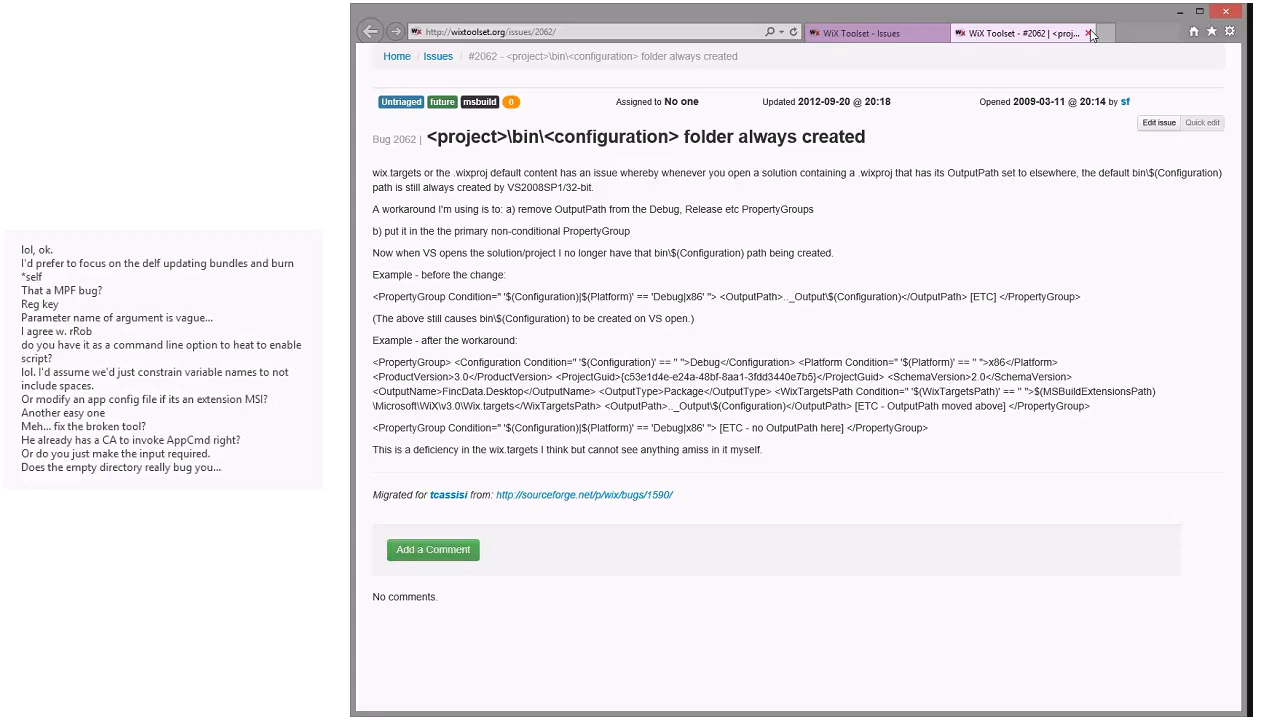 lol, ok.
I'd prefer to focus on the delf updating bundles and burn
*self
That a MPF bug?
Reg key
Parameter name of argument is vague...
I agree w. rRob
do you have it as a command line option to heat to enable
script?
lol. I'd assume we'd just constrain variable names to not
include spaces.
Or modify an app config file if its an extension MSI?
Another easy one
Meh... fix the broken tool?
He already has a CA to invoke AppCmd right?
Or do you just make the input required.
Does the empty directory really bug you...
http://wixtoolset.org/issues/2062/
WiX Toolset - Issues
WiX Toolset - #2062 | <proj...
Home / Issues / #2062 - <project>\bin\<configuration> folder always created
Untriaged future msbuild 0 Assigned to No one Updated 2012-09-20 @ 20:18 Opened 2009-03-11 @ 20:14 by sf
Edit issue Quick edit
Bug 2062 | <project>\bin\<configuration> folder always created
wix.targets or the .wixproj default content has an issue whereby whenever you open a solution containing a .wixproj that has its OutputPath set to elsewhere, the default bin\$(Configuration)
path is still always created by VS2008SP1/32-bit.
A workaround I'm using is to: a) remove OutputPath from the Debug, Release etc PropertyGroups
b) put it in the the primary non-conditional PropertyGroup
Now when VS opens the solution/project I no longer have that bin\$(Configuration) path being created.
Example - before the change:
<PropertyGroup Condition=" '$(Configuration)|$(Platform)' == 'Debug|x86' "> <OutputPath>.._Output\$(Configuration)</OutputPath> [ETC] </PropertyGroup>
(The above still causes bin\$(Configuration) to be created on VS open.)
Example - after the workaround:
<PropertyGroup> <Configuration Condition=" '$(Configuration)' == '' ">Debug</Configuration> <Platform Condition=" '$(Platform)' == '' ">x86</Platform>
<ProductVersion>3.0</ProductVersion> <ProjectGuid>{c53e1d4e-e24a-48bf-8aa1-3fdd3440e7b5}</ProjectGuid> <SchemaVersion>2.0</SchemaVersion>
<OutputName>FincData.Desktop</OutputName> <OutputType>Package</OutputType> <WixTargetsPath Condition=" '$(WixTargetsPath)' == '' ">$(MSBuildExtensionsPath)
\Microsoft\WiX\v3.0\Wix.targets</WixTargetsPath> <OutputPath>.._Output\$(Configuration)</OutputPath> [ETC - OutputPath moved above] </PropertyGroup>
<PropertyGroup Condition=" '$(Configuration)|$(Platform)' == 'Debug|x86' "> [ETC - no OutputPath here] </PropertyGroup>
This is a deficiency in the wix.targets I think but cannot see anything amiss in it myself.
Migrated for tcassisi from: http://sourceforge.net/p/wix/bugs/1590/
Add a Comment
No comments.